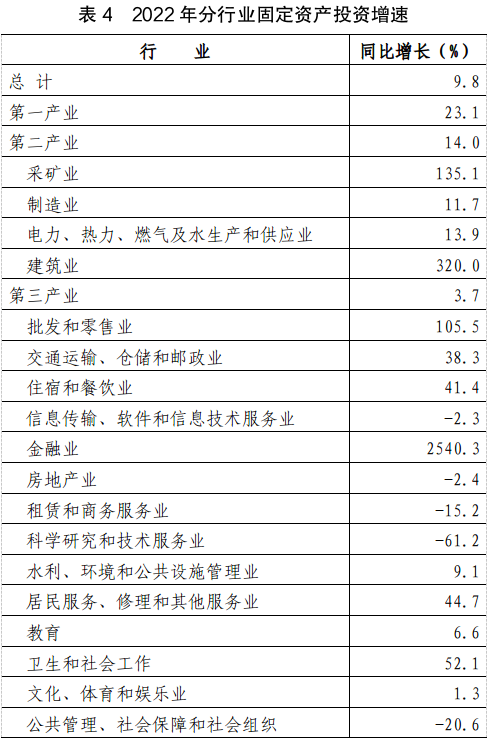 表 4 2022 年分行业固定资产投资增速
行 业 同比增长（%）
总 计 9.8
第一产业 23.1
第二产业 14.0
采矿业 135.1
制造业 11.7
电力、热力、燃气及水生产和供应业 13.9
建筑业 320.0
第三产业 3.7
批发和零售业 105.5
交通运输、仓储和邮政业 38.3
住宿和餐饮业 41.4
信息传输、软件和信息技术服务业 -2.3
金融业 2540.3
房地产业 -2.4
租赁和商务服务业 -15.2
科学研究和技术服务业 -61.2
水利、环境和公共设施管理业 9.1
居民服务、修理和其他服务业 44.7
教育 6.6
卫生和社会工作 52.1
文化、体育和娱乐业 1.3
公共管理、社会保障和社会组织 -20.6